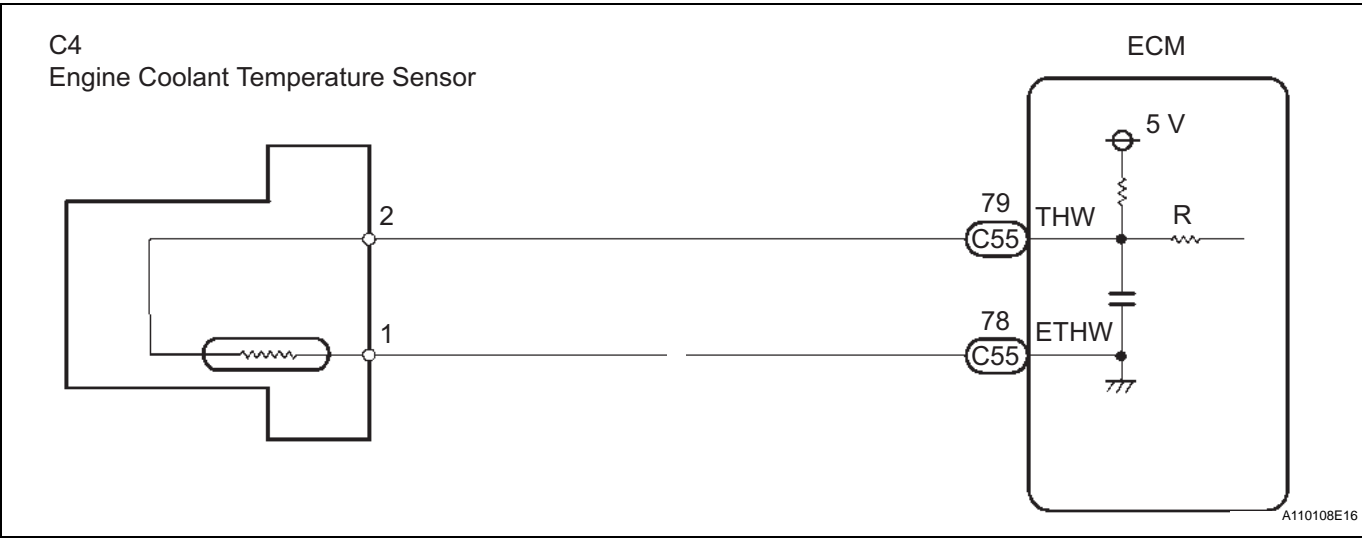 C4
Engine Coolant Temperature Sensor
ECM
5 V
2
79
C55
THW
R
1
78
C55
ETHW
A110108E16